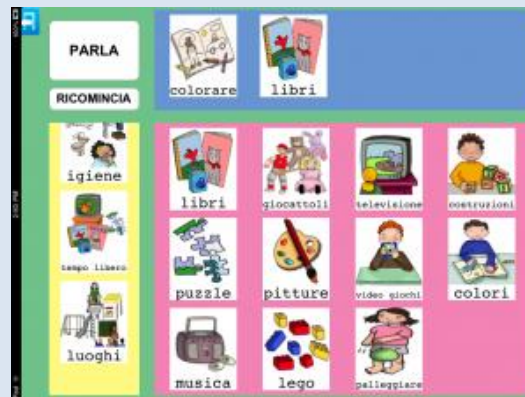 PARLA
RICOMINCIA
colorare libri
igiene
tempo libero
luoghi
libri giocattoli televisione costruzioni
puzzle pitture video giochi colori
musica lego palleggiare